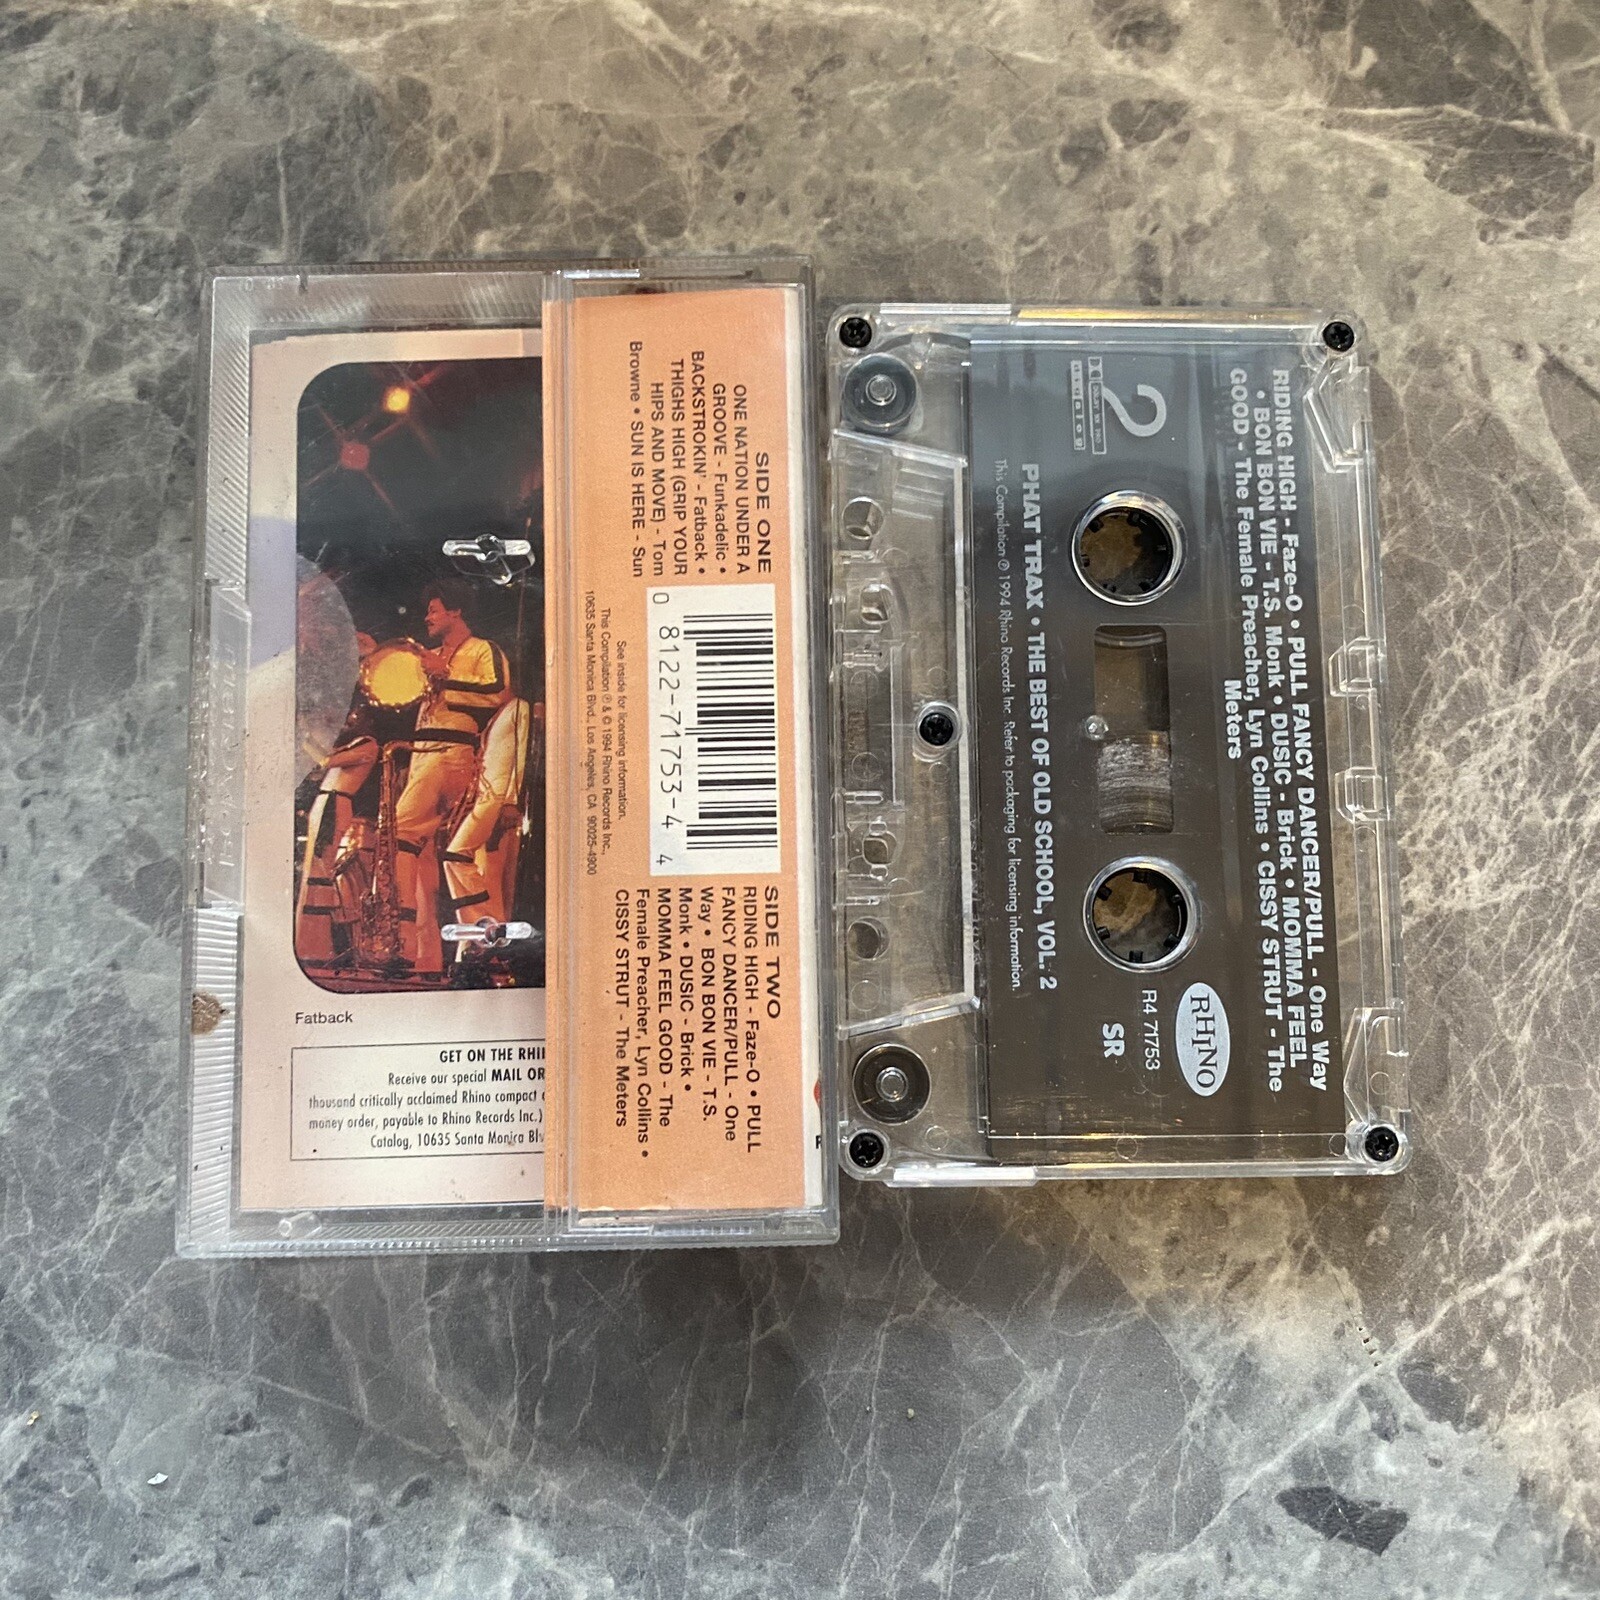 Fatback
GET ON THE RHI
Receive our special MAIL OR
thousand critically acclaimed Rhino compact
money order, payable to Rhino Records Inc.)
Catalog, 10635 Santa Monica Blv
SIDE ONE
ONE NATION UNDER A
GROOVE - Funkadelic •
BACKSTROKIN' - Fatback •
THIGHS HIGH (GRIP YOUR
HIPS AND MOVE) - Tom
Browne • SUN IS HERE - Sun
0 8122-71753-4 4
See inside for licensing information.
This Compilation ℗ & © 1994 Rhino Records Inc.,
10635 Santa Monica Blvd., Los Angeles, CA 90025-4900
SIDE TWO
RIDING HIGH - Faze-O • PULL
FANCY DANCER/PULL - One
Way • BON BON VIE - T.S.
Monk • DUSIC - Brick •
MOMMA FEEL GOOD - The
Female Preacher, Lyn Collins •
CISSY STRUT - The Meters
RIDING HIGH - Faze-O • PULL FANCY DANCER/PULL - One Way
• BON BON VIE - T.S. Monk • DUSIC - Brick • MOMMA FEEL
GOOD - The Female Preacher, Lyn Collins • CISSY STRUT - The
Meters
2
digalog
RHINO
R4 71753
SR
PHAT TRAX • THE BEST OF OLD SCHOOL, VOL. 2
This Compilation ℗ 1994 Rhino Records Inc. Refer to packaging for licensing information.